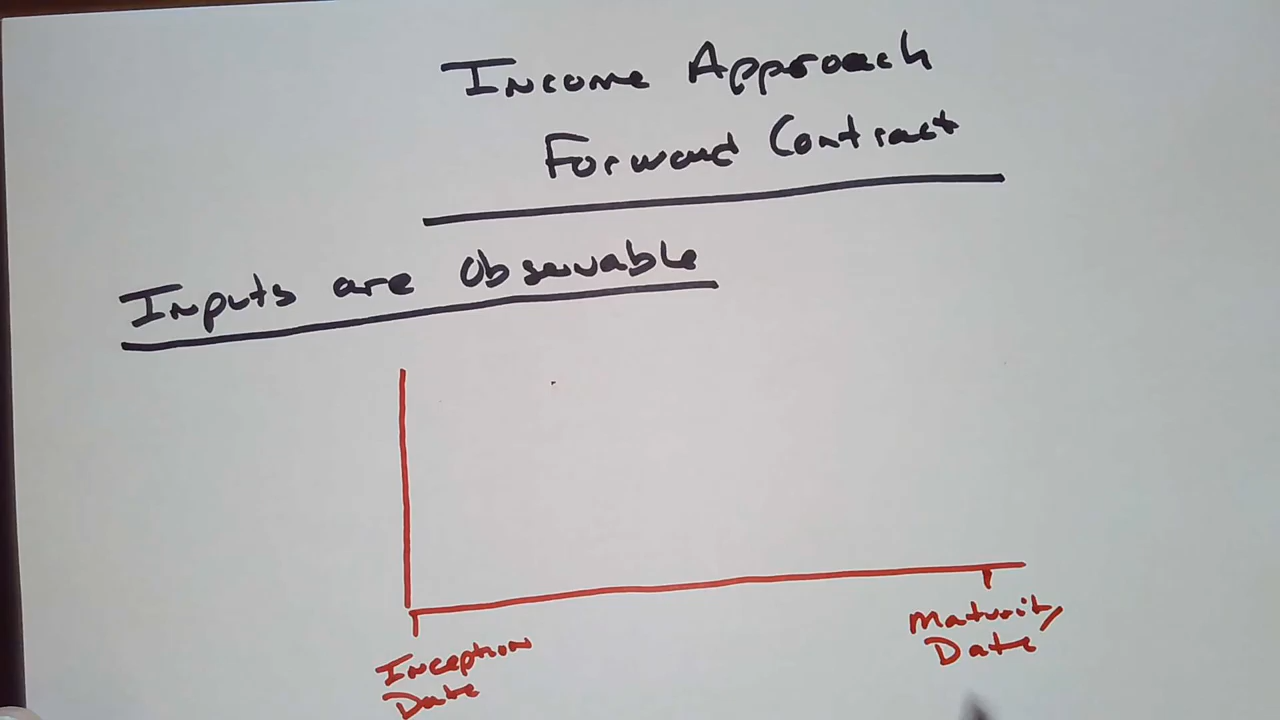 Income Approach
Forward Contract
Inputs are Observable
Inception
Date
Maturity
Date